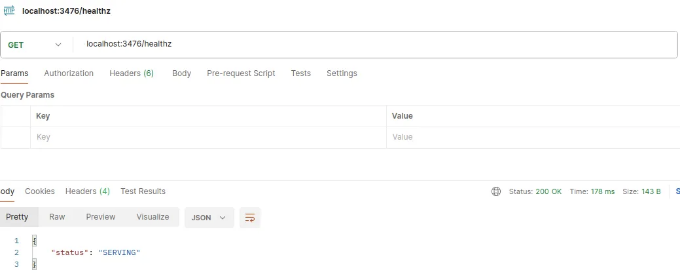 HTTP localhost:3476/healthz
GET localhost:3476/healthz
Params Authorization Headers (6) Body Pre-request Script Tests Settings
Query Params
Key Value
Key Value
ody Cookies Headers (4) Test Results Status: 200 OK Time: 178 ms Size: 143 B S
Pretty Raw Preview Visualize JSON
1 {
2 "status": "SERVING"
3 }